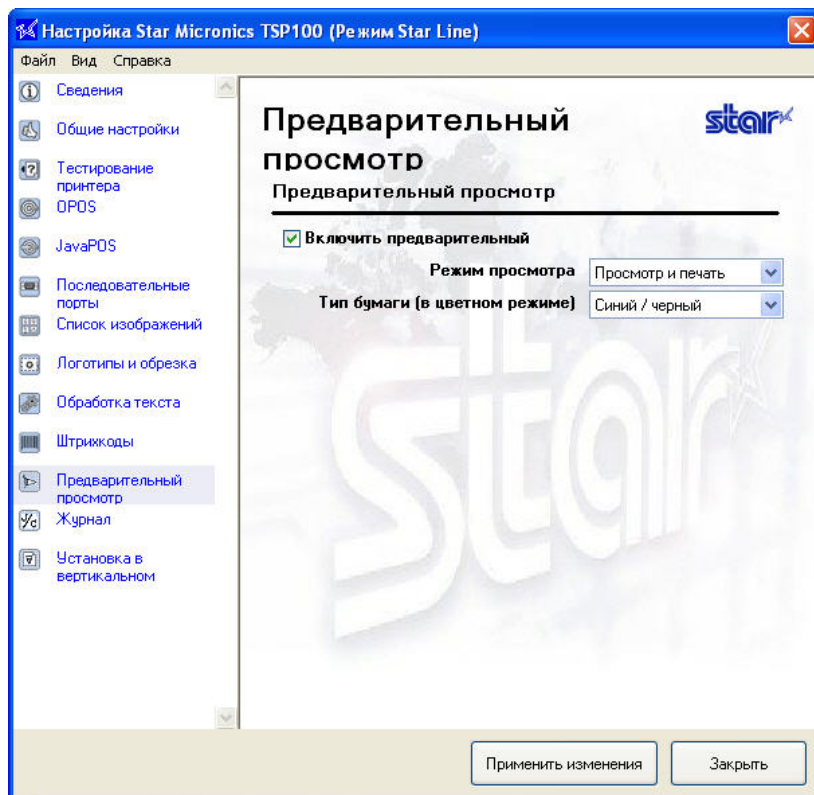 Настройка Star Micronics TSP100 (Режим Star Line)
Файл Вид Справка
Сведения
Общие настройки
Тестирование
принтера
OPOS
JavaPOS
Последовательные
порты
Список изображений
Логотипы и обрезка
Обработка текста
Штрихкоды
Предварительный
просмотр
Журнал
Установка в
вертикальном
Предварительный
просмотр
star
Предварительный просмотр
Включить предварительный
Режим просмотра Просмотр и печать
Тип бумаги (в цветном режиме) Синий / черный
star
Применить изменения Закрыть